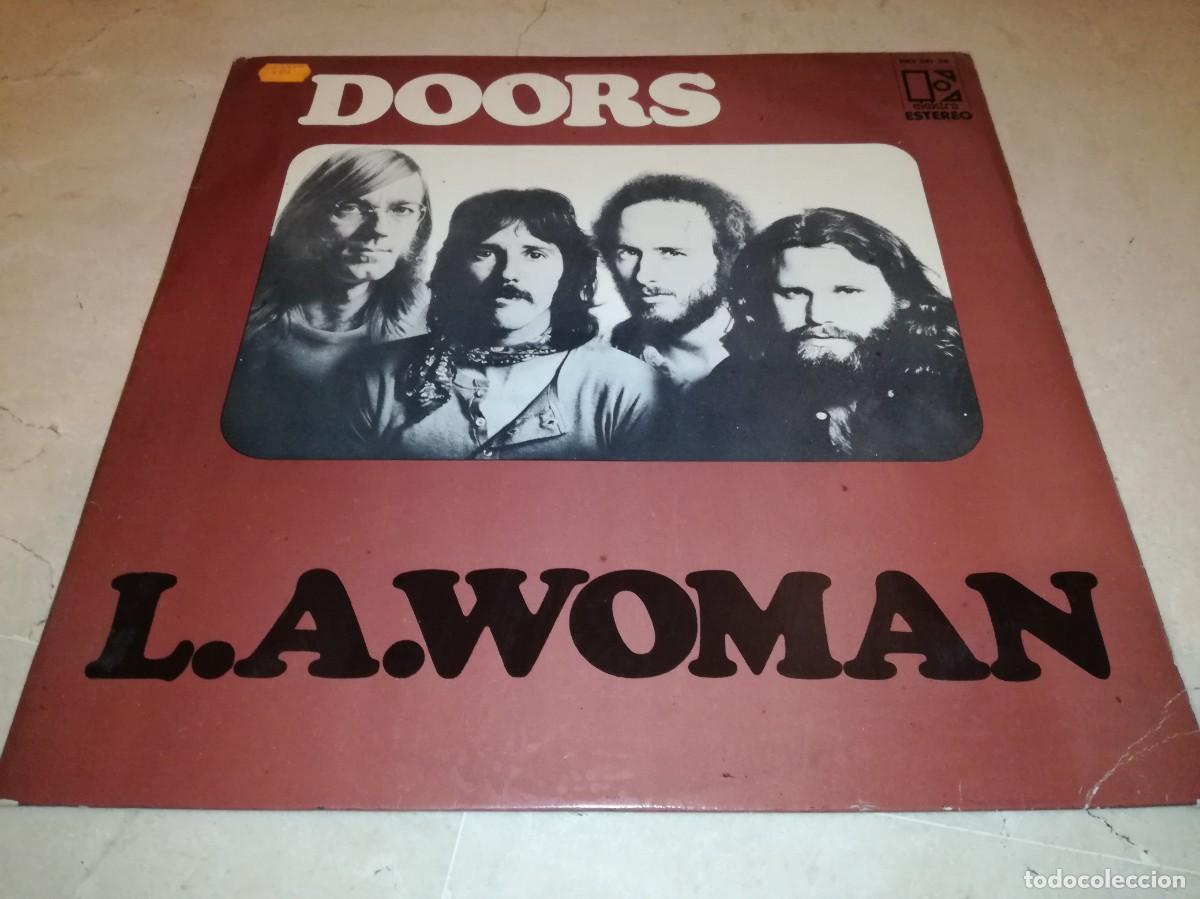 DOORS
elektra
ESTEREO
L.A.WOMAN
todocoleccion